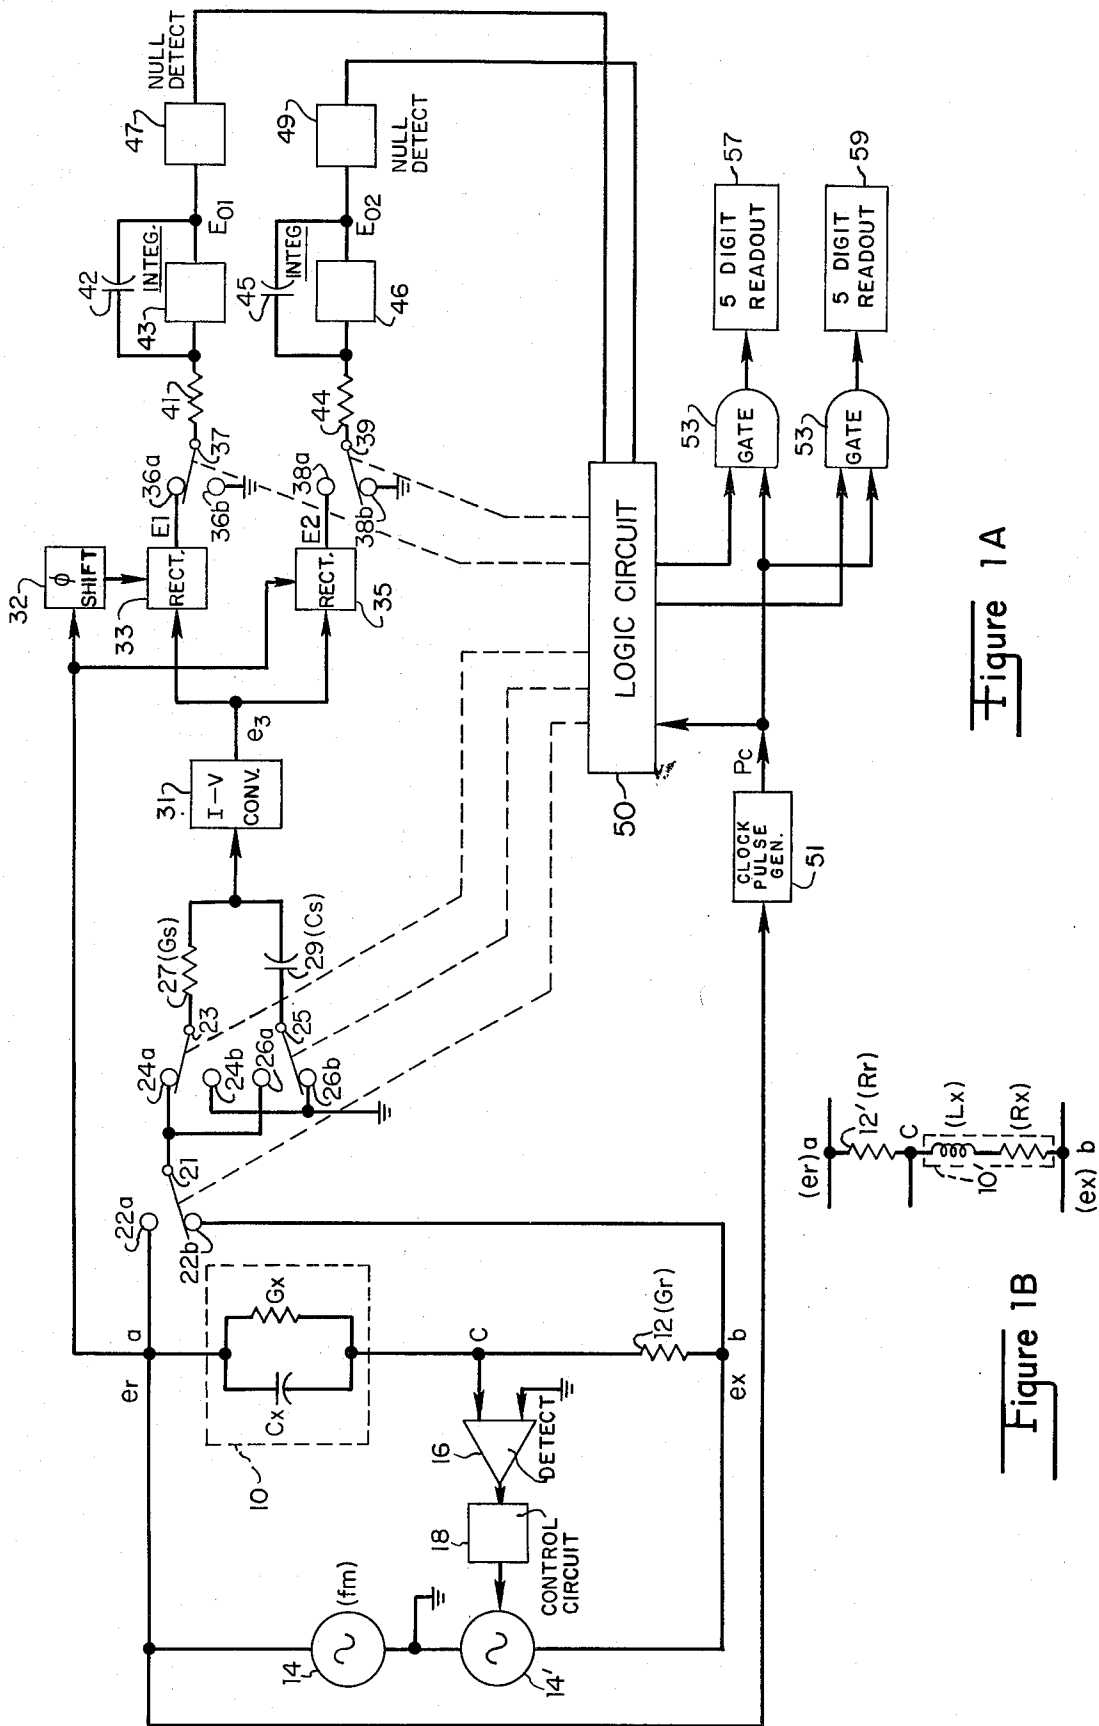 er
a
14
(fm)
14'
CONTROL
CIRCUIT
18
16
DETECT
10
Cx
Gx
C
12 (Gr)
ex
b
22a
22b
21
24a
24b
26a
26b
23
25
27(Gs)
29(Cs)
31
I-V
CONV.
e3
32
ϕ
SHIFT
33
RECT.
35
RECT.
E1
E2
36a
36b
37
38a
38b
39
41
42
43
INTEG.
E01
44
45
46
INTEG.
E02
47
NULL
DETECT
49
NULL
DETECT
50
LOGIC CIRCUIT
51
CLOCK
PULSE
GEN.
Pc
53
GATE
53
GATE
57
5 DIGIT
READOUT
59
5 DIGIT
READOUT
Figure 1A
(er) a
12' (Rr)
C
(Lx)
10'
(Rx)
(ex) b
Figure 1B